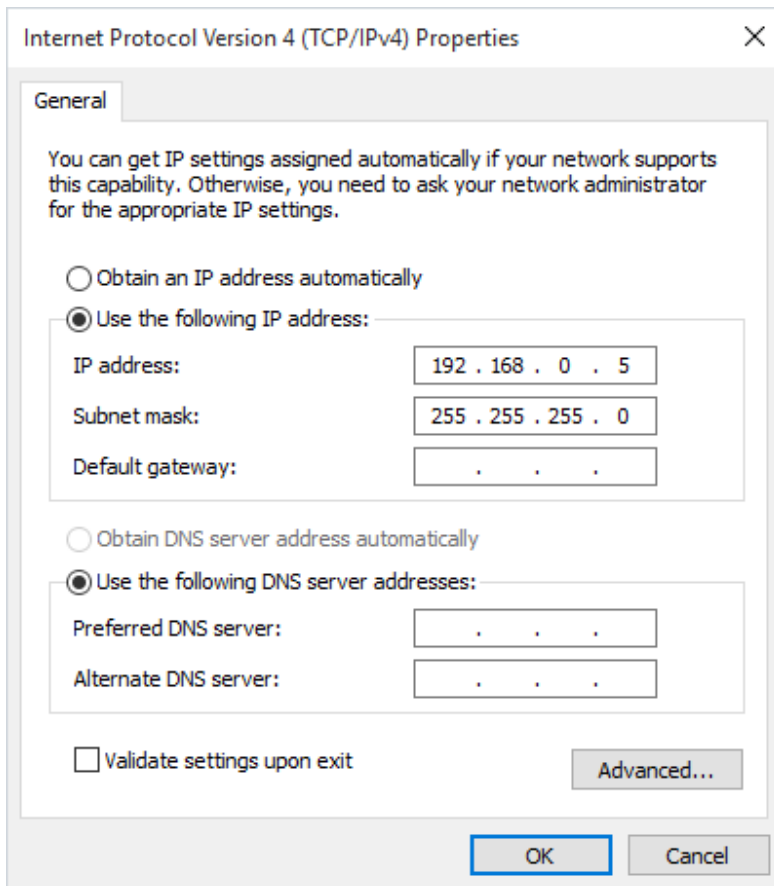 Internet Protocol Version 4 (TCP/IPv4) Properties
General
You can get IP settings assigned automatically if your network supports
this capability. Otherwise, you need to ask your network administrator
for the appropriate IP settings.
Obtain an IP address automatically
Use the following IP address:
IP address: 192 . 168 . 0 . 5
Subnet mask: 255 . 255 . 255 . 0
Default gateway: . . .
Obtain DNS server address automatically
Use the following DNS server addresses:
Preferred DNS server: . . .
Alternate DNS server: . . .
Validate settings upon exit
Advanced...
OK Cancel